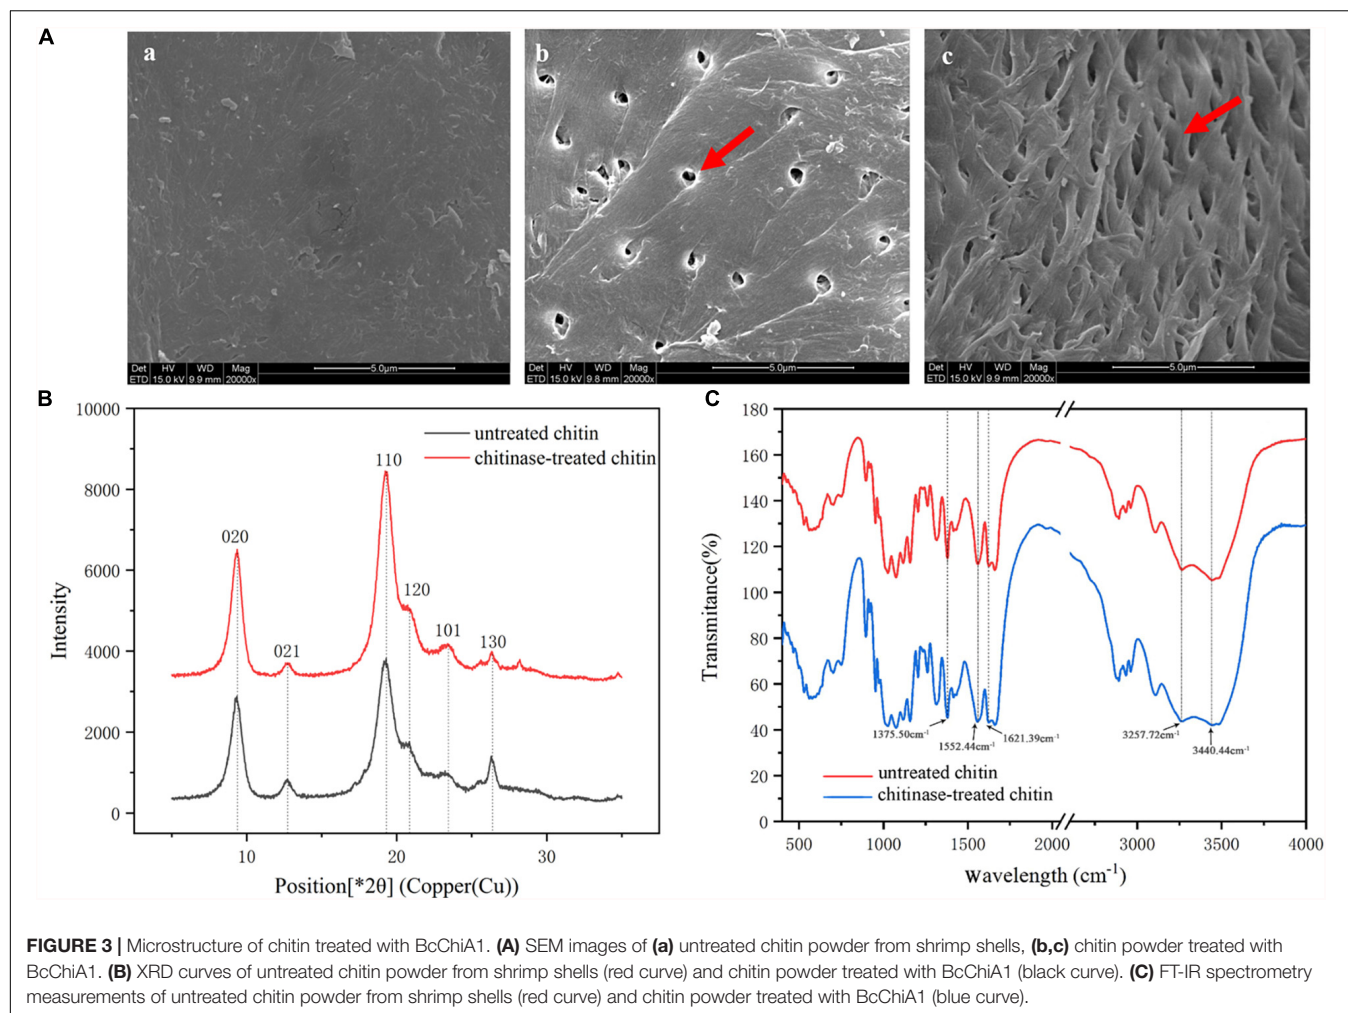 A
a
b
c
Det HV WD Mag 5.0μm
ETD 15.0 kV 9.9 mm 20000x
Det HV WD Mag 5.0μm
ETD 15.0 kV 9.8 mm 20000x
Det HV WD Mag 5.0μm
ETD 15.0 kV 9.9 mm 20000x
B
10000
8000
6000
4000
2000
0
Intensity
untreated chitin
chitinase-treated chitin
020
021
110
120
101
130
10 20 30
Position[*2θ] (Copper(Cu))
C
180
160
140
120
100
80
60
40
20
0
Transmitance(%)
1375.50cm-1
1552.44cm-1
1621.39cm-1
3257.72cm-1
3440.44cm-1
untreated chitin
chitinase-treated chitin
500 1000 1500 2000 3000 3500 4000
wavelength (cm-1)
FIGURE 3 | Microstructure of chitin treated with BcChiA1. (A) SEM images of (a) untreated chitin powder from shrimp shells, (b,c) chitin powder treated with
BcChiA1. (B) XRD curves of untreated chitin powder from shrimp shells (red curve) and chitin powder treated with BcChiA1 (black curve). (C) FT-IR spectrometry
measurements of untreated chitin powder from shrimp shells (red curve) and chitin powder treated with BcChiA1 (blue curve).